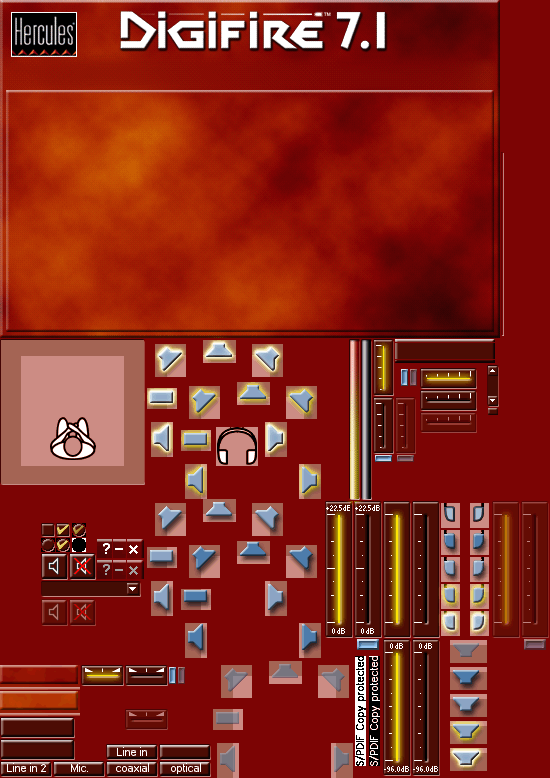 Hercules
DIGIFIRE™ 7.1
+22.5dB +22.5dB
? – ×
? – ×
0dB 0dB 0dB 0dB
S/PDIF Copy protected
S/PDIF Copy protected
Line in
Line in 2 Mic. coaxial optical
-96.0dB -96.0dB